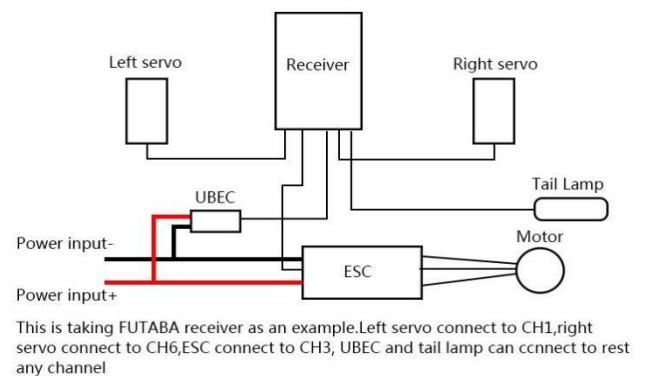 Left servo
Receiver
Right servo
UBEC
Tail Lamp
Power input-
Motor
ESC
Power input+
This is taking FUTABA receiver as an example.Left servo connect to CH1,right
servo connect to CH6,ESC connect to CH3, UBEC and tail lamp can ccnnect to rest
any channel